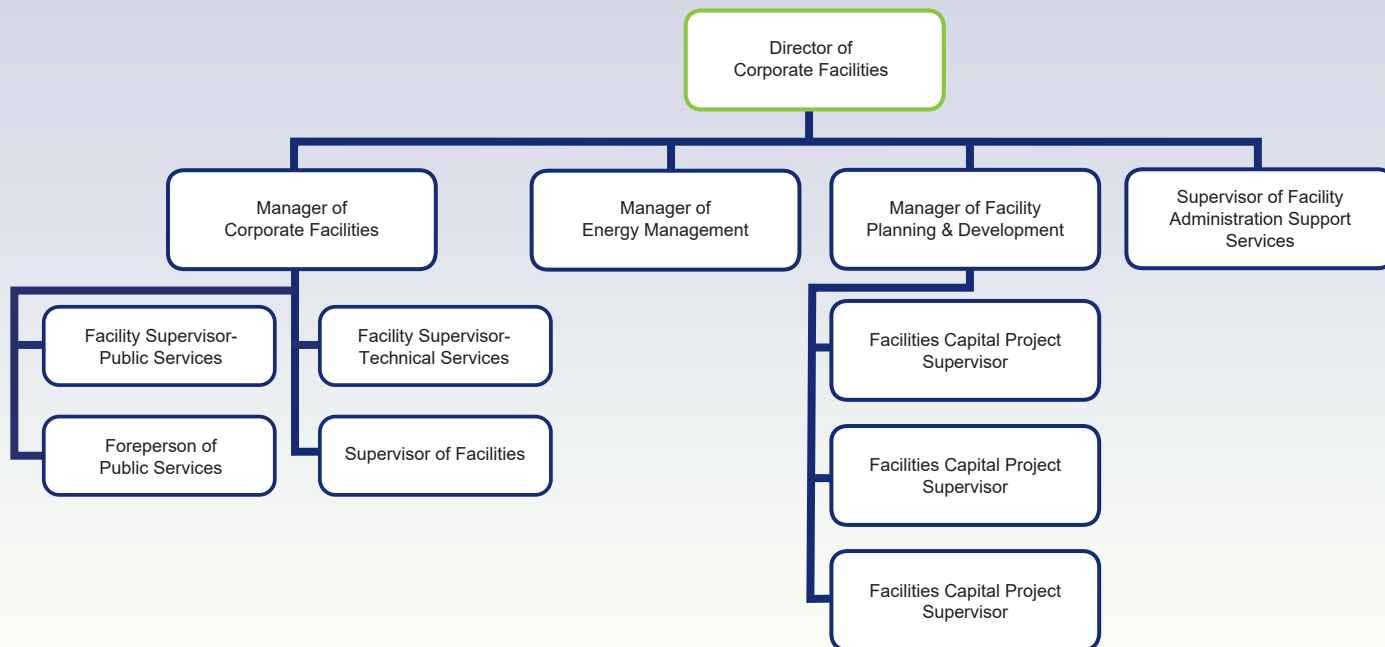 Director of
Corporate Facilities
Manager of
Corporate Facilities
Manager of
Energy Management
Manager of Facility
Planning & Development
Supervisor of Facility
Administration Support
Services
Facility Supervisor-
Public Services
Facility Supervisor-
Technical Services
Foreperson of
Public Services
Supervisor of Facilities
Facilities Capital Project
Supervisor
Facilities Capital Project
Supervisor
Facilities Capital Project
Supervisor